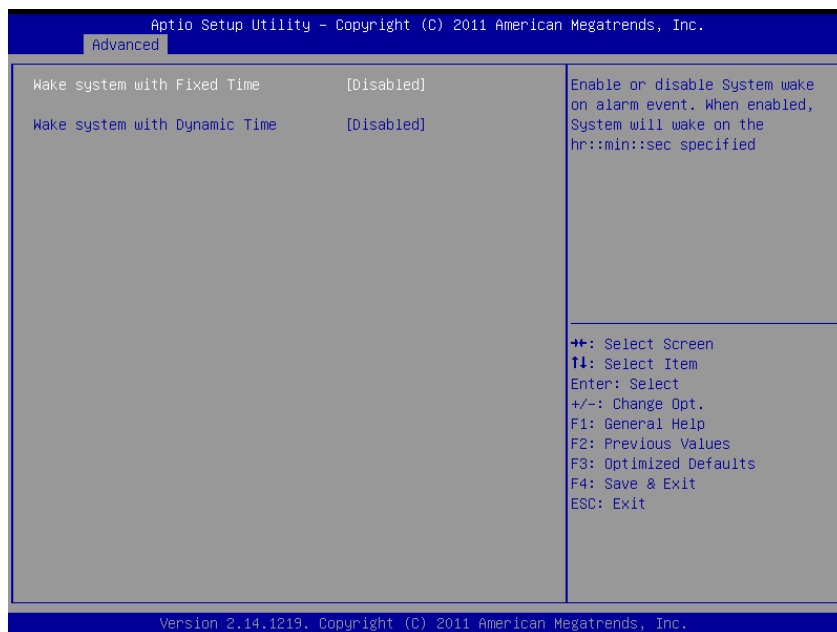 Aptio Setup Utility – Copyright (C) 2011 American Megatrends, Inc.
Advanced
Wake system with Fixed Time [Disabled]
Wake system with Dynamic Time [Disabled]
Enable or disable System wake
on alarm event. When enabled,
System will wake on the
hr::min::sec specified
→←: Select Screen
↑↓: Select Item
Enter: Select
+/-: Change Opt.
F1: General Help
F2: Previous Values
F3: Optimized Defaults
F4: Save & Exit
ESC: Exit
Version 2.14.1219. Copyright (C) 2011 American Megatrends, Inc.